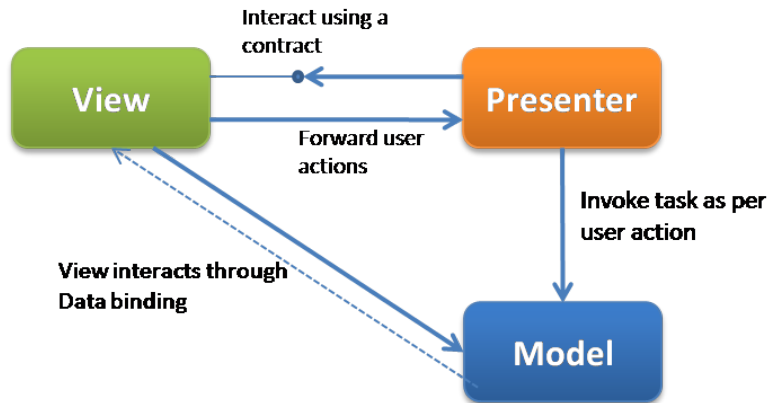 Interact using a
contract
View
Presenter
Forward user
actions
Invoke task as per
user action
View interacts through
Data binding
Model